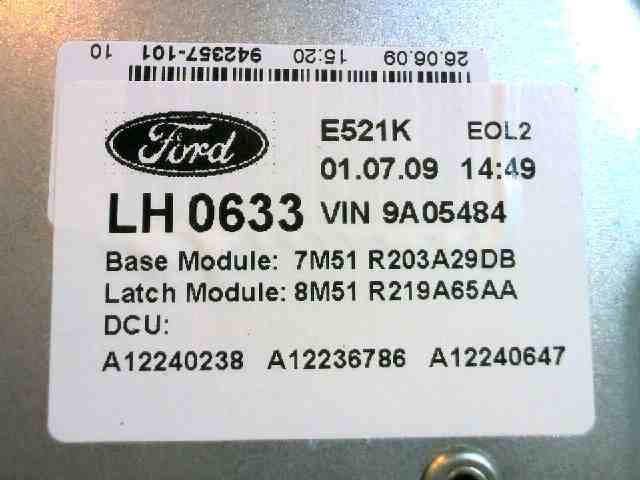 26.06.09 15:20 942357-101 10
Ford
E521K EOL2
01.07.09 14:49
LH 0633 VIN 9A05484
Base Module: 7M51 R203A29DB
Latch Module: 8M51 R219A65AA
DCU:
A12240238 A12236786 A12240647